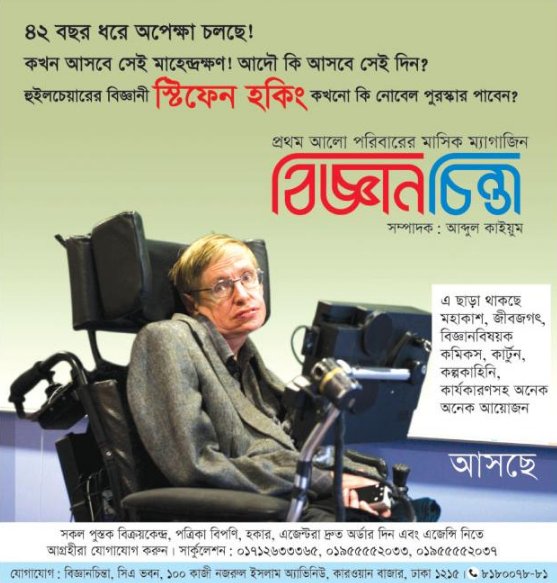 ৪২ বছর ধরে অপেক্ষা চলছে!
কখন আসবে সেই মাহেন্দ্রক্ষণ! আদৌ কি আসবে সেই দিন?
হুইলচেয়ারের বিজ্ঞানী স্টিফেন হকিং কখনো কি নোবেল পুরস্কার পাবেন?
প্রথম আলো পরিবারের মাসিক ম্যাগাজিন
বিজ্ঞানচিন্তা
সম্পাদক : আব্দুল কাইয়ুম
এ ছাড়া থাকছে
মহাকাশ, জীবজগৎ,
বিজ্ঞানবিষয়ক
কমিকস, কার্টুন,
কল্পকাহিনি,
কার্যকারণসহ অনেক
অনেক আয়োজন
আসছে
সকল পুস্তক বিক্রয়কেন্দ্র, পত্রিকা বিপণি, হকার, এজেন্টরা দ্রুত অর্ডার দিন এবং এজেন্সি নিতে
আগ্রহীরা যোগাযোগ করুন। সার্কুলেশন : ০১৭১২৬৩৩৩৬৫, ০১৯৫৫৫৫২০৩৩, ০১৯৫৫৫৫২০৩৭
যোগাযোগ : বিজ্ঞানচিন্তা, সিএ ভবন, ১০০ কাজী নজরুল ইসলাম অ্যাভিনিউ, কারওয়ান বাজার, ঢাকা ১২১৫ ৮১৮০০৭৮-৮১